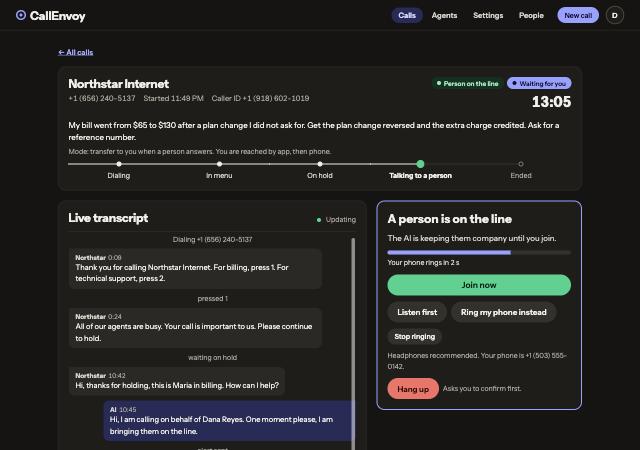 CallEnvoy
Calls
Agents
Settings
People
New call
D
← All calls
Northstar Internet
Person on the line
Waiting for you
+1 (656) 240-5137 Started 11:49 PM Caller ID +1 (918) 602-1019
13:05
My bill went from $65 to $130 after a plan change I did not ask for. Get the plan change reversed and the extra charge credited. Ask for a
reference number.
Mode: transfer to you when a person answers. You are reached by app, then phone.
Dialing
In menu
On hold
Talking to a person
Ended
Live transcript
Updating
Dialing +1 (656) 240-5137
Northstar 0:09
Thank you for calling Northstar Internet. For billing, press 1. For
technical support, press 2.
pressed 1
Northstar 0:24
All of our agents are busy. Your call is important to us. Please continue
to hold.
waiting on hold
Northstar 10:42
Hi, thanks for holding, this is Maria in billing. How can I help?
AI 10:45
Hi, I am calling on behalf of Dana Reyes. One moment please, I am
bringing them on the line.
A person is on the line
The AI is keeping them company until you join.
Your phone rings in 2 s
Join now
Listen first
Ring my phone instead
Stop ringing
Headphones recommended. Your phone is +1 (503) 555-
0142.
Hang up
Asks you to confirm first.